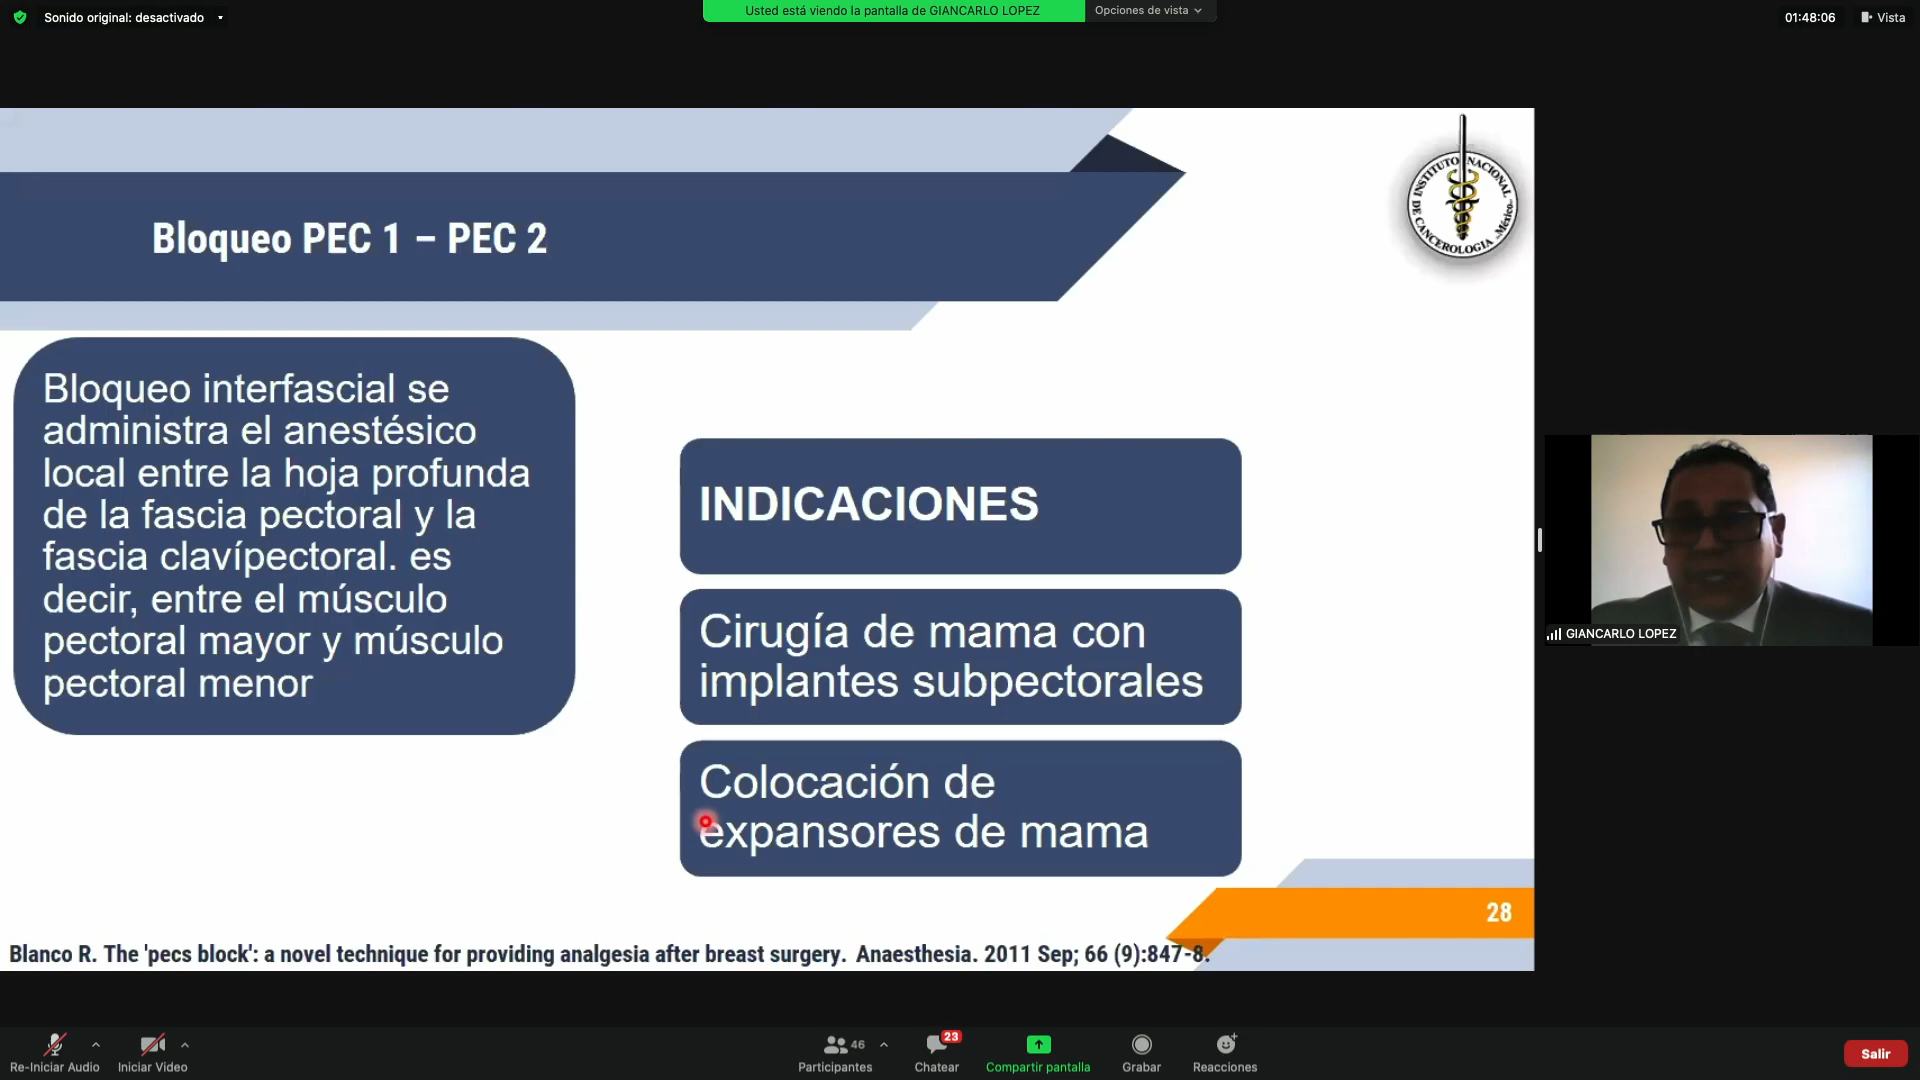 Sonido original: desactivado
Usted está viendo la pantalla de GIANCARLO LOPEZ
Opciones de vista
01:48:06
Vista
INSTITUTO NACIONAL
DE CANCEROLOGIA
México
Bloqueo PEC 1 – PEC 2
Bloqueo interfascial se
administra el anestésico
local entre la hoja profunda
de la fascia pectoral y la
fascia clavípectoral. es
decir, entre el músculo
pectoral mayor y músculo
pectoral menor
INDICACIONES
Cirugía de mama con
implantes subpectorales
Colocación de
expansores de mama
28
Blanco R. The 'pecs block': a novel technique for providing analgesia after breast surgery. Anaesthesia. 2011 Sep; 66 (9):847-8.
GIANCARLO LOPEZ
Re-Iniciar Audio
Iniciar Video
46
Participantes
23
Chatear
Compartir pantalla
Grabar
Reacciones
Salir